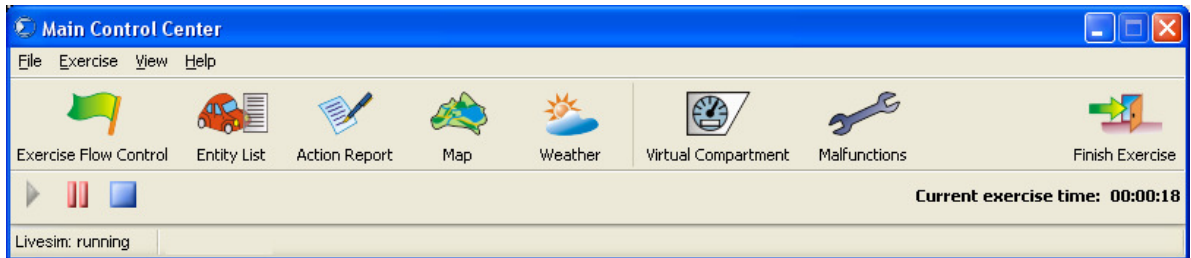 Main Control Center
File Exercise View Help
Exercise Flow Control Entity List Action Report Map Weather Virtual Compartment Malfunctions Finish Exercise
Current exercise time: 00:00:18
Livesim: running